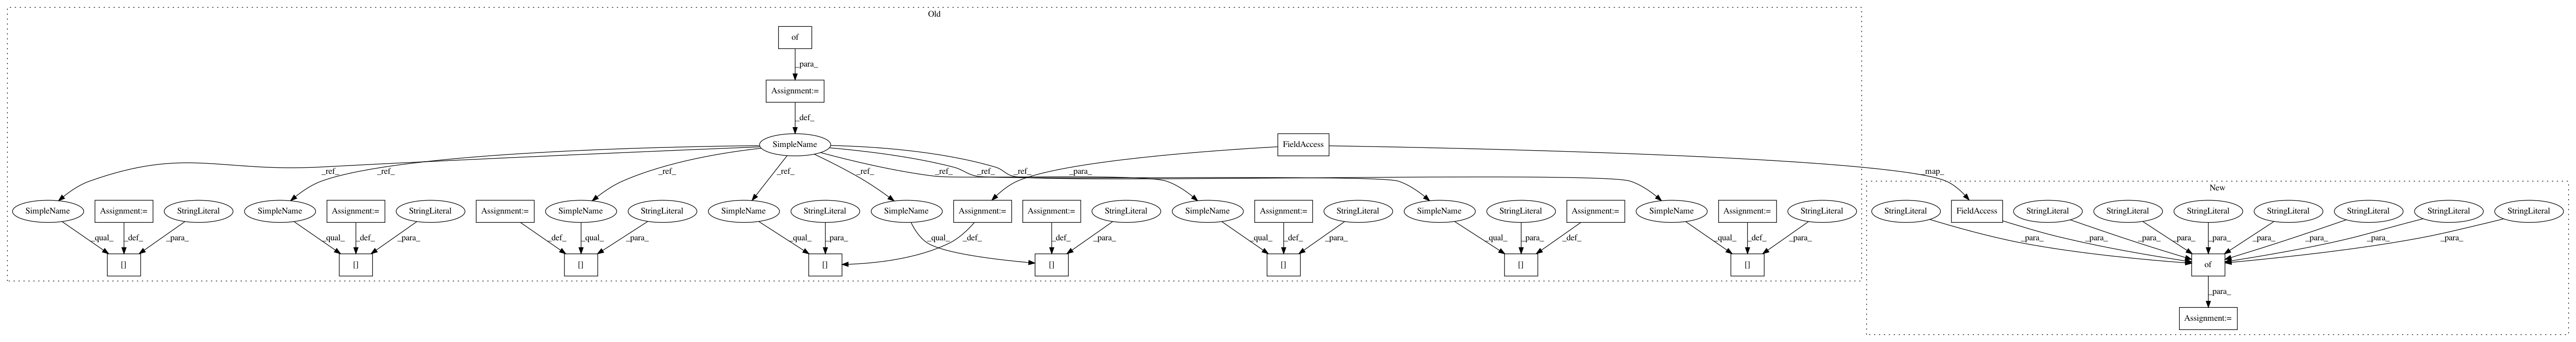 Old
of
_para_
Assignment:=
_def_
SimpleName
FieldAccess
_ref_ _ref_ _ref_ _ref_ _ref_ _ref_ _ref_ _ref_ _para_ _map_
New
SimpleName Assignment:= StringLiteral SimpleName Assignment:= StringLiteral Assignment:= SimpleName StringLiteral SimpleName StringLiteral SimpleName Assignment:= Assignment:= StringLiteral SimpleName Assignment:= StringLiteral SimpleName StringLiteral Assignment:= SimpleName Assignment:= StringLiteral StringLiteral FieldAccess StringLiteral StringLiteral StringLiteral StringLiteral StringLiteral StringLiteral StringLiteral
_qual_ _def_ _para_ _qual_ _def_ _para_ _def_ _qual_ _para_ _qual_ _para_ _qual_ _def_ _def_ _para_ _qual_ _def_ _para_ _qual_ _para_ _def_ _qual_ _def_ _para_ _para_ _para_ _para_ _para_ _para_ _para_ _para_ _para_ _para_
[] [] [] [] [] [] [] [] of
_para_
Assignment:=